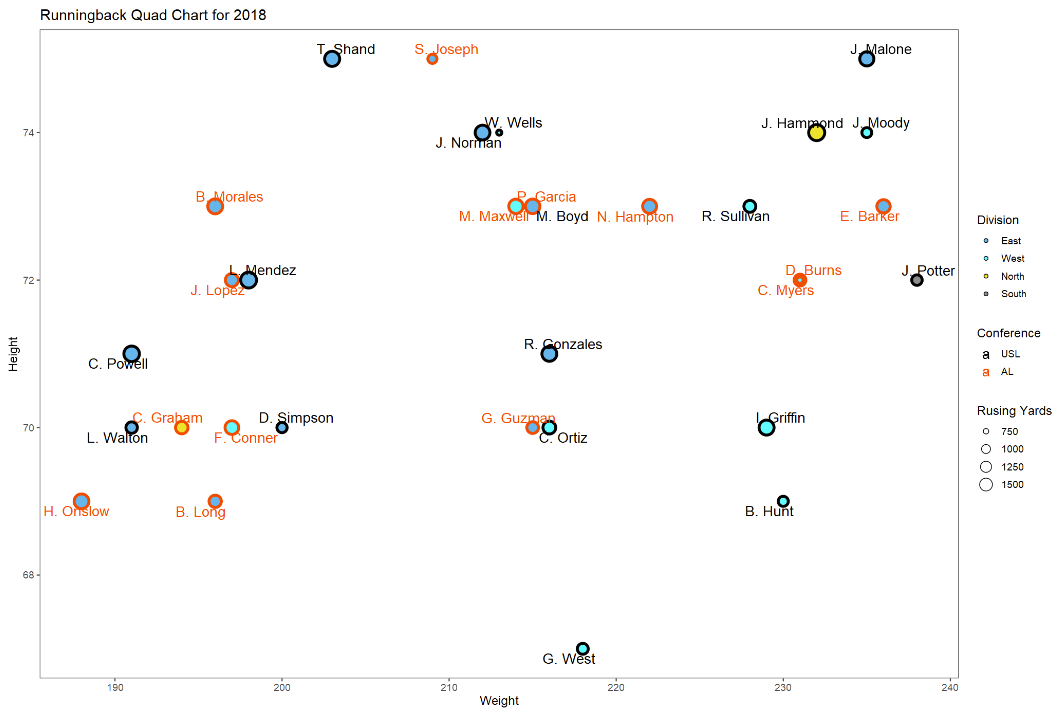 Runningback Quad Chart for 2018
T. Shand
S. Joseph
J. Malone
W. Wells
J. Norman
J. Hammond
J. Moody
B. Morales
P. Garcia
M. Maxwell
M. Boyd
N. Hampton
R. Sullivan
E. Barker
L. Mendez
J. Lopez
D. Burns
C. Myers
J. Potter
R. Gonzales
C. Powell
C. Graham
L. Walton
F. Conner
D. Simpson
G. Guzman
C. Ortiz
I. Griffin
H. Onslow
B. Long
B. Hunt
G. West
Height
74
72
70
68
190
200
210
220
230
240
Weight
Division
East
West
North
South
Conference
a USL
a AL
Rusing Yards
750
1000
1250
1500